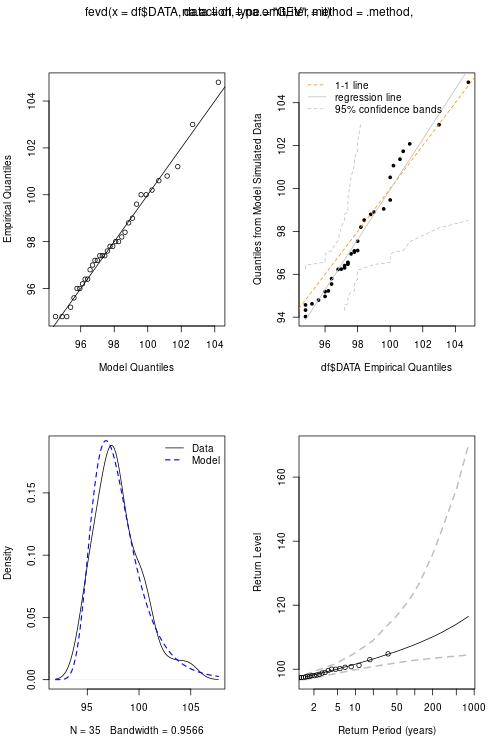 fevd(x = df$DATA, method = .method,
104
102
100
98
96
Empirical Quantiles
96 98 100 102 104
Model Quantiles
1-1 line
regression line
95% confidence bands
104
102
100
98
96
94
Quantiles from Model Simulated Data
96 98 100 102 104
df$DATA Empirical Quantiles
Data
Model
0.15
0.10
0.05
0.00
Density
95 100 105
N = 35 Bandwidth = 0.9566
160
140
120
100
Return Level
2 5 10 50 200 1000
Return Period (years)